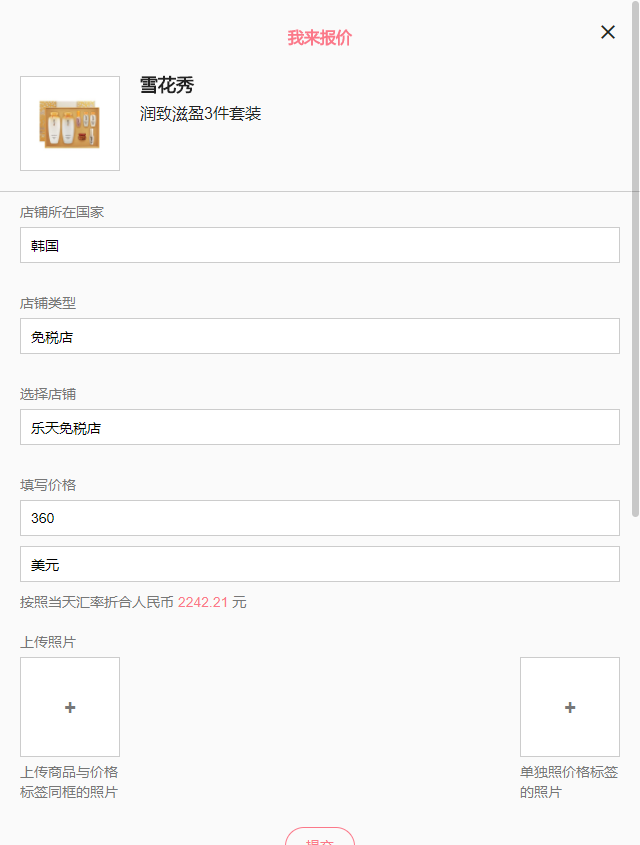 我来报价
雪花秀
润致滋盈3件套装
店铺所在国家
韩国
店铺类型
免税店
选择店铺
乐天免税店
填写价格
360
美元
按照当天汇率折合人民币 2242.21 元
上传照片
+ +
上传商品与价格
标签同框的照片
单独照价格标签
的照片
提交